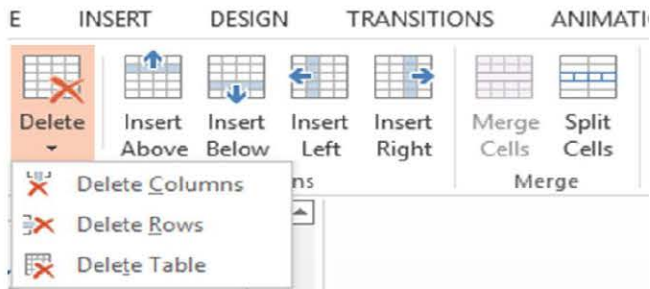 E INSERT DESIGN TRANSITIONS ANIMATI
Delete Insert Insert Insert Insert Merge Split
Above Below Left Right Cells Cells
ns Merge
Delete Columns
Delete Rows
Delete Table